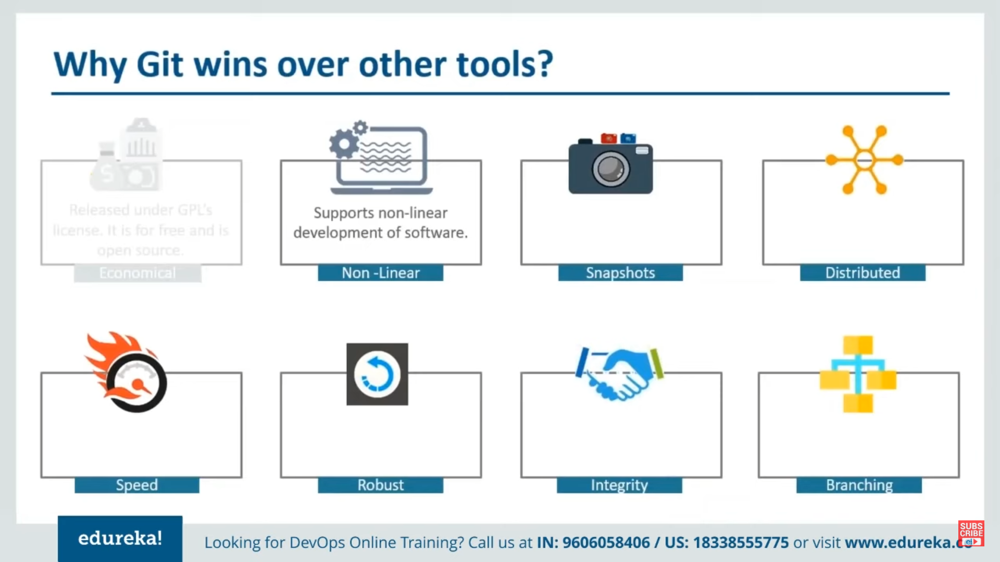 Why Git wins over other tools?
Released under GPL's
license. It is for free and is
open source.
Economical
Supports non-linear
development of software.
Non -Linear
Snapshots
Distributed
Speed
Robust
Integrity
Branching
edureka!
Looking for DevOps Online Training? Call us at IN: 9606058406 / US: 18338555775 or visit www.edureka.co
SUBS
CRIBE
e!